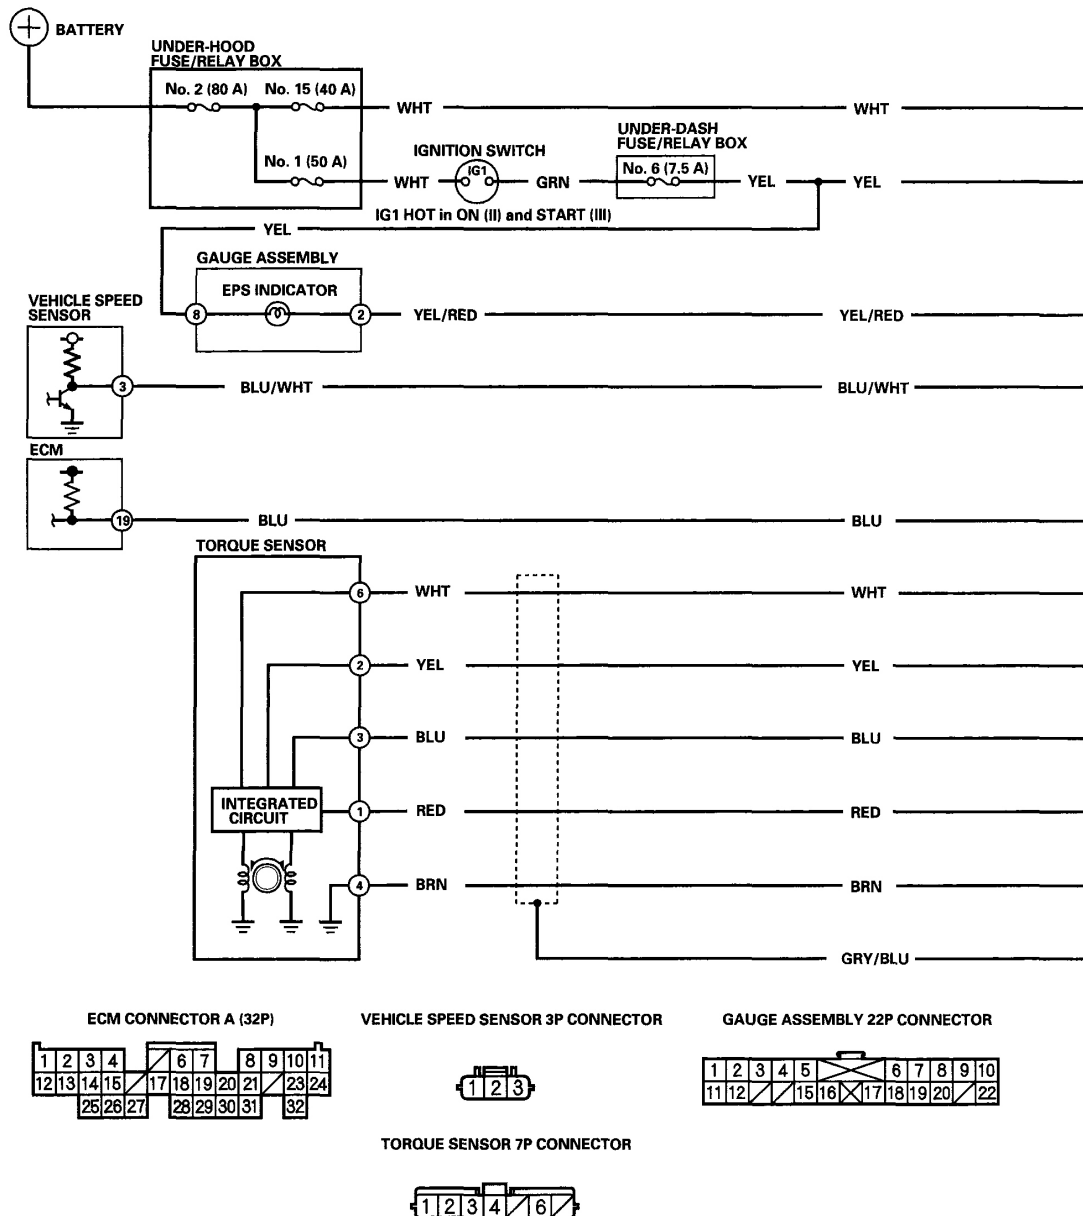 BATTERY
UNDER-HOOD
FUSE/RELAY BOX
No. 2 (80 A) No. 15 (40 A)
WHT WHT
UNDER-DASH
FUSE/RELAY BOX
IGNITION SWITCH
No. 1 (50 A)
IG1
No. 6 (7.5 A)
WHT GRN YEL YEL
IG1 HOT in ON (II) and START (III)
YEL
GAUGE ASSEMBLY
EPS INDICATOR
8 2 YEL/RED YEL/RED
VEHICLE SPEED
SENSOR
3 BLU/WHT BLU/WHT
ECM
19 BLU BLU
TORQUE SENSOR
6 WHT WHT
2 YEL YEL
3 BLU BLU
INTEGRATED
CIRCUIT
1 RED RED
4 BRN BRN
GRY/BLU
ECM CONNECTOR A (32P)
1 2 3 4 6 7 8 9 10 11
12 13 14 15 17 18 19 20 21 23 24
25 26 27 28 29 30 31 32
VEHICLE SPEED SENSOR 3P CONNECTOR
1 2 3
GAUGE ASSEMBLY 22P CONNECTOR
1 2 3 4 5 6 7 8 9 10
11 12 15 16 17 18 19 20 22
TORQUE SENSOR 7P CONNECTOR
1 2 3 4 6